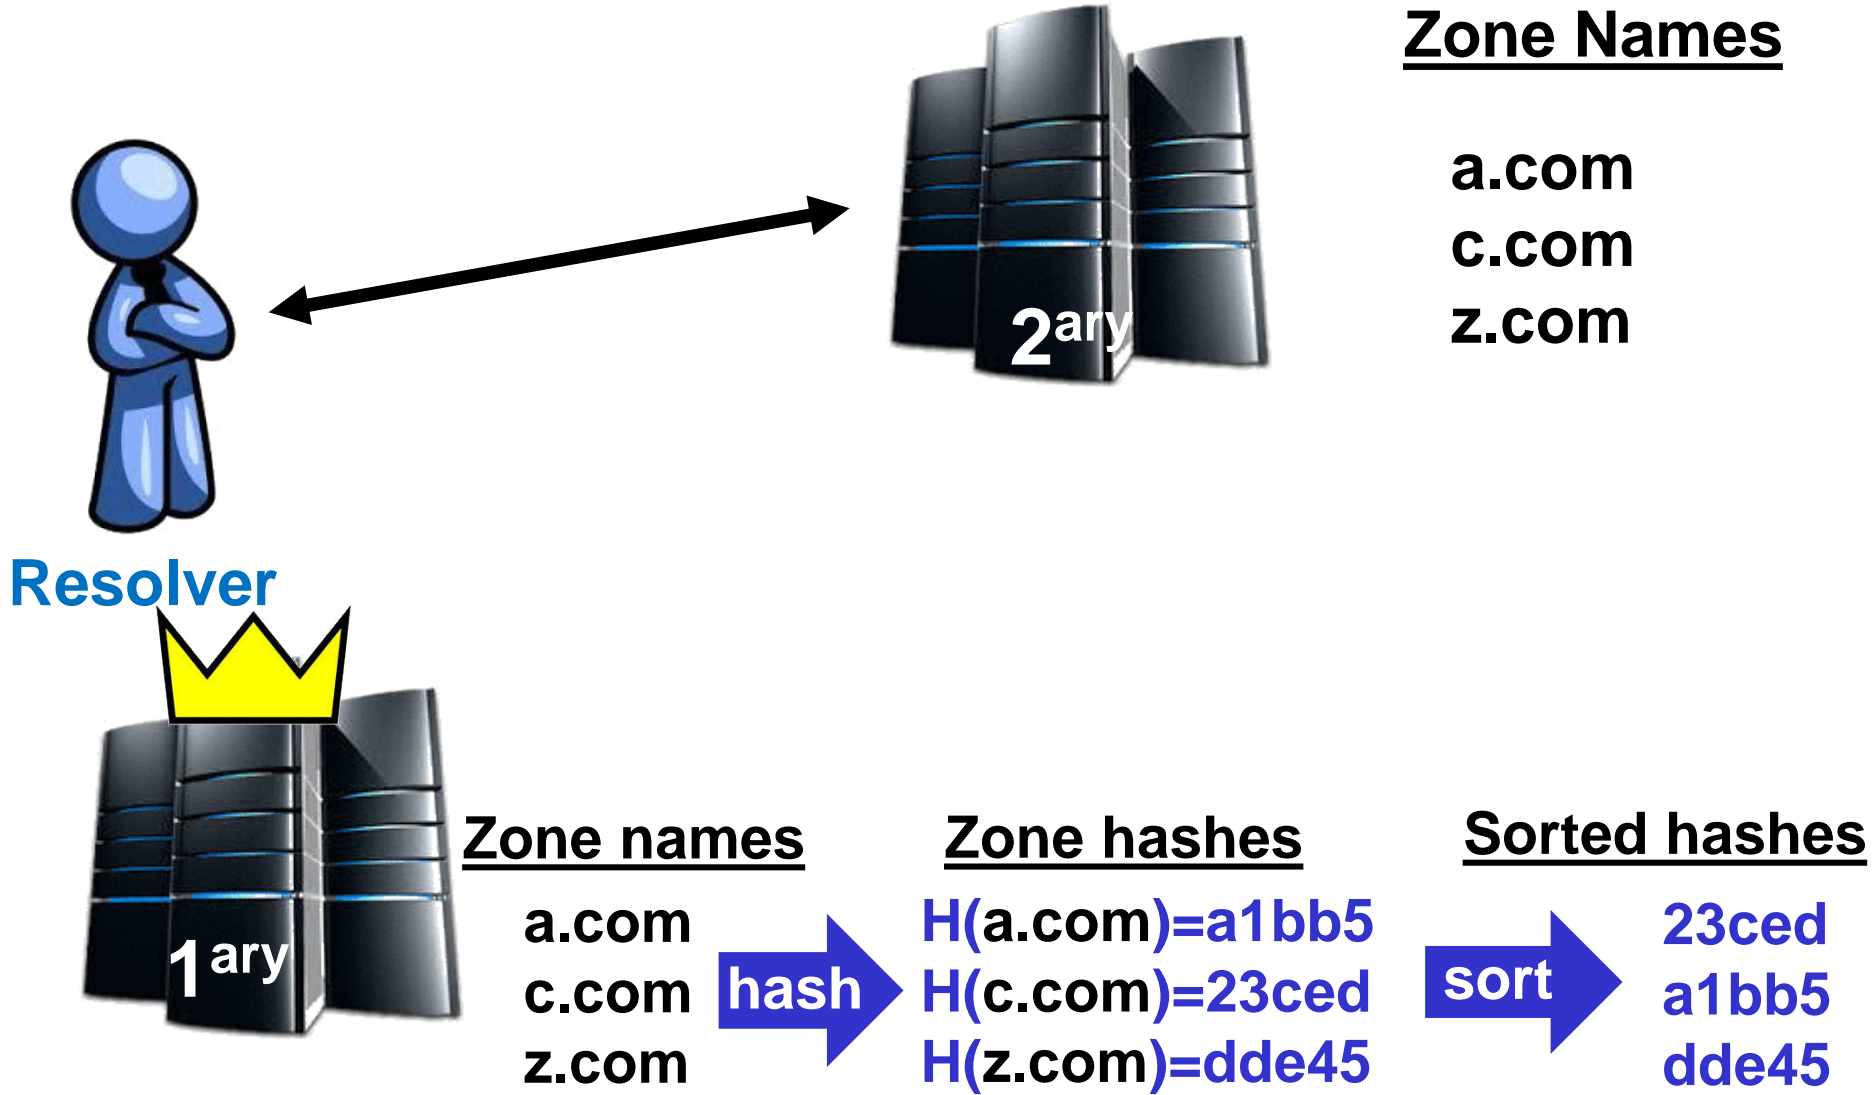 Zone Names
a.com
c.com
z.com
2ary
Resolver
1ary
Zone names
a.com
c.com
z.com
hash
Zone hashes
H(a.com)=a1bb5
H(c.com)=23ced
H(z.com)=dde45
sort
Sorted hashes
23ced
a1bb5
dde45